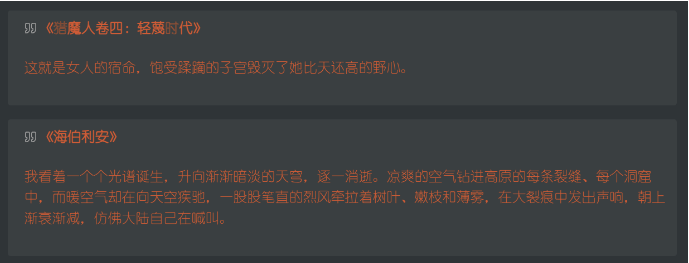 《猎魔人卷四：轻蔑时代》
这就是女人的宿命，饱受蹂躏的子宫毁灭了她比天还高的野心。
《海伯利安》
我看着一个个光谱诞生，升向渐渐暗淡的天穹，逐一消逝。凉爽的空气钻进高原的每条裂缝、每个洞窟
中，而暖空气却在向天空疾驰，一股股笔直的烈风牵拉着树叶、嫩枝和薄雾，在大裂痕中发出声响，朝上
渐衰渐减，仿佛大陆自己在喊叫。